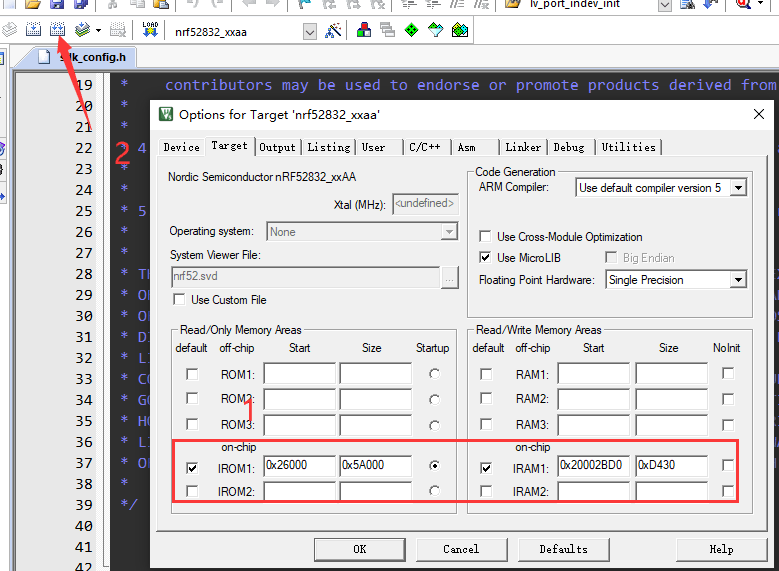 lv_port_indev_init
LOAD
nrf52832_xxaa
sdk_config.h
19 * contributors may be used to endorse or promote products derived from
20 *
21 *
22 * 4
23 *
24 *
25 * 5
26 *
27 *
28 * TH
29 * OF
30 *
31 * DI
32 * LI
33 * CO
34 * GO
35 * HO
36 * LI
37 * OF
38 *
39 */
40
41
42
2
Options for Target 'nrf52832_xxaa'
Device Target Output Listing User C/C++ Asm Linker Debug Utilities
Nordic Semiconductor nRF52832_xxAA
Xtal (MHz): <undefined>
Operating system: None
System Viewer File:
nrf52.svd ...
Use Custom File
Code Generation
ARM Compiler: Use default compiler version 5
Use Cross-Module Optimization
Use MicroLIB Big Endian
Floating Point Hardware: Single Precision
Read/Only Memory Areas
default off-chip Start Size Startup
ROM1:
ROM2:
ROM3:
on-chip
IROM1: 0x26000 0x5A000
IROM2:
1
Read/Write Memory Areas
default off-chip Start Size NoInit
RAM1:
RAM2:
RAM3:
on-chip
IRAM1: 0x20002BD0 0xD430
IRAM2:
OK Cancel Defaults Help